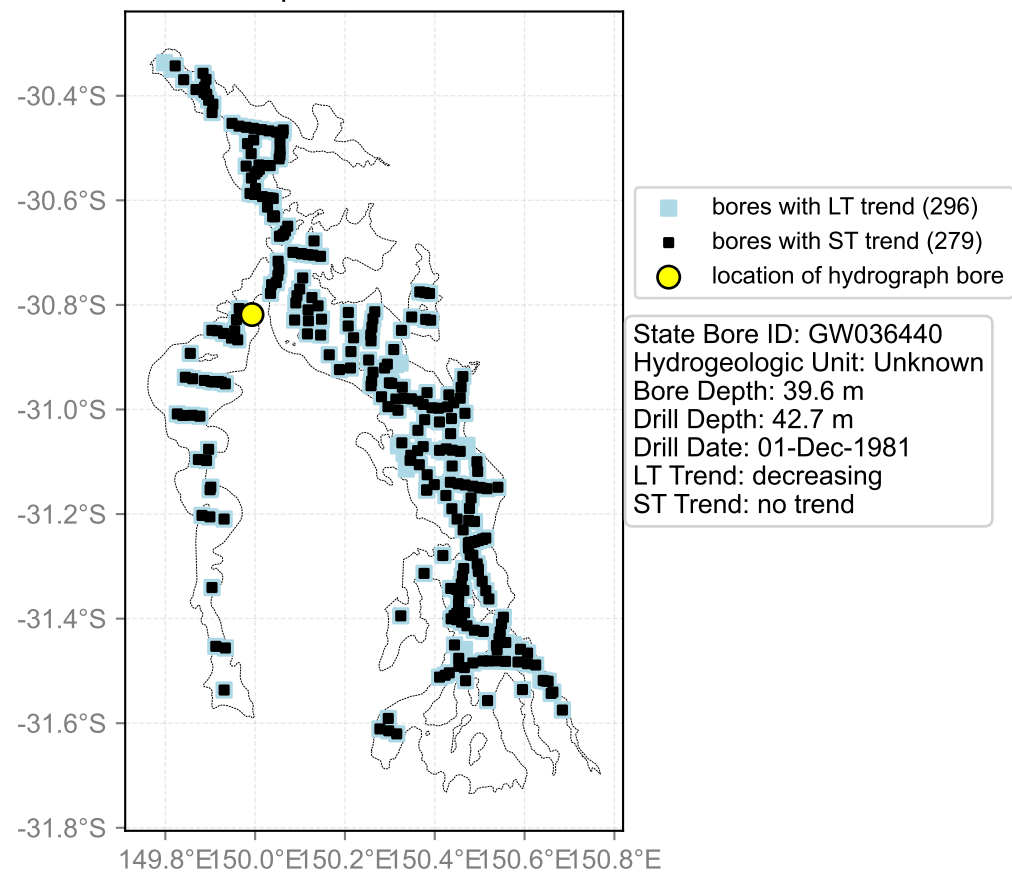 -30.4°S
-30.6°S
-30.8°S
-31.0°S
-31.2°S
-31.4°S
-31.6°S
-31.8°S
149.8°E150.0°E150.2°E150.4°E150.6°E150.8°E
bores with LT trend (296)
bores with ST trend (279)
location of hydrograph bore
State Bore ID: GW036440
Hydrogeologic Unit: Unknown
Bore Depth: 39.6 m
Drill Depth: 42.7 m
Drill Date: 01-Dec-1981
LT Trend: decreasing
ST Trend: no trend